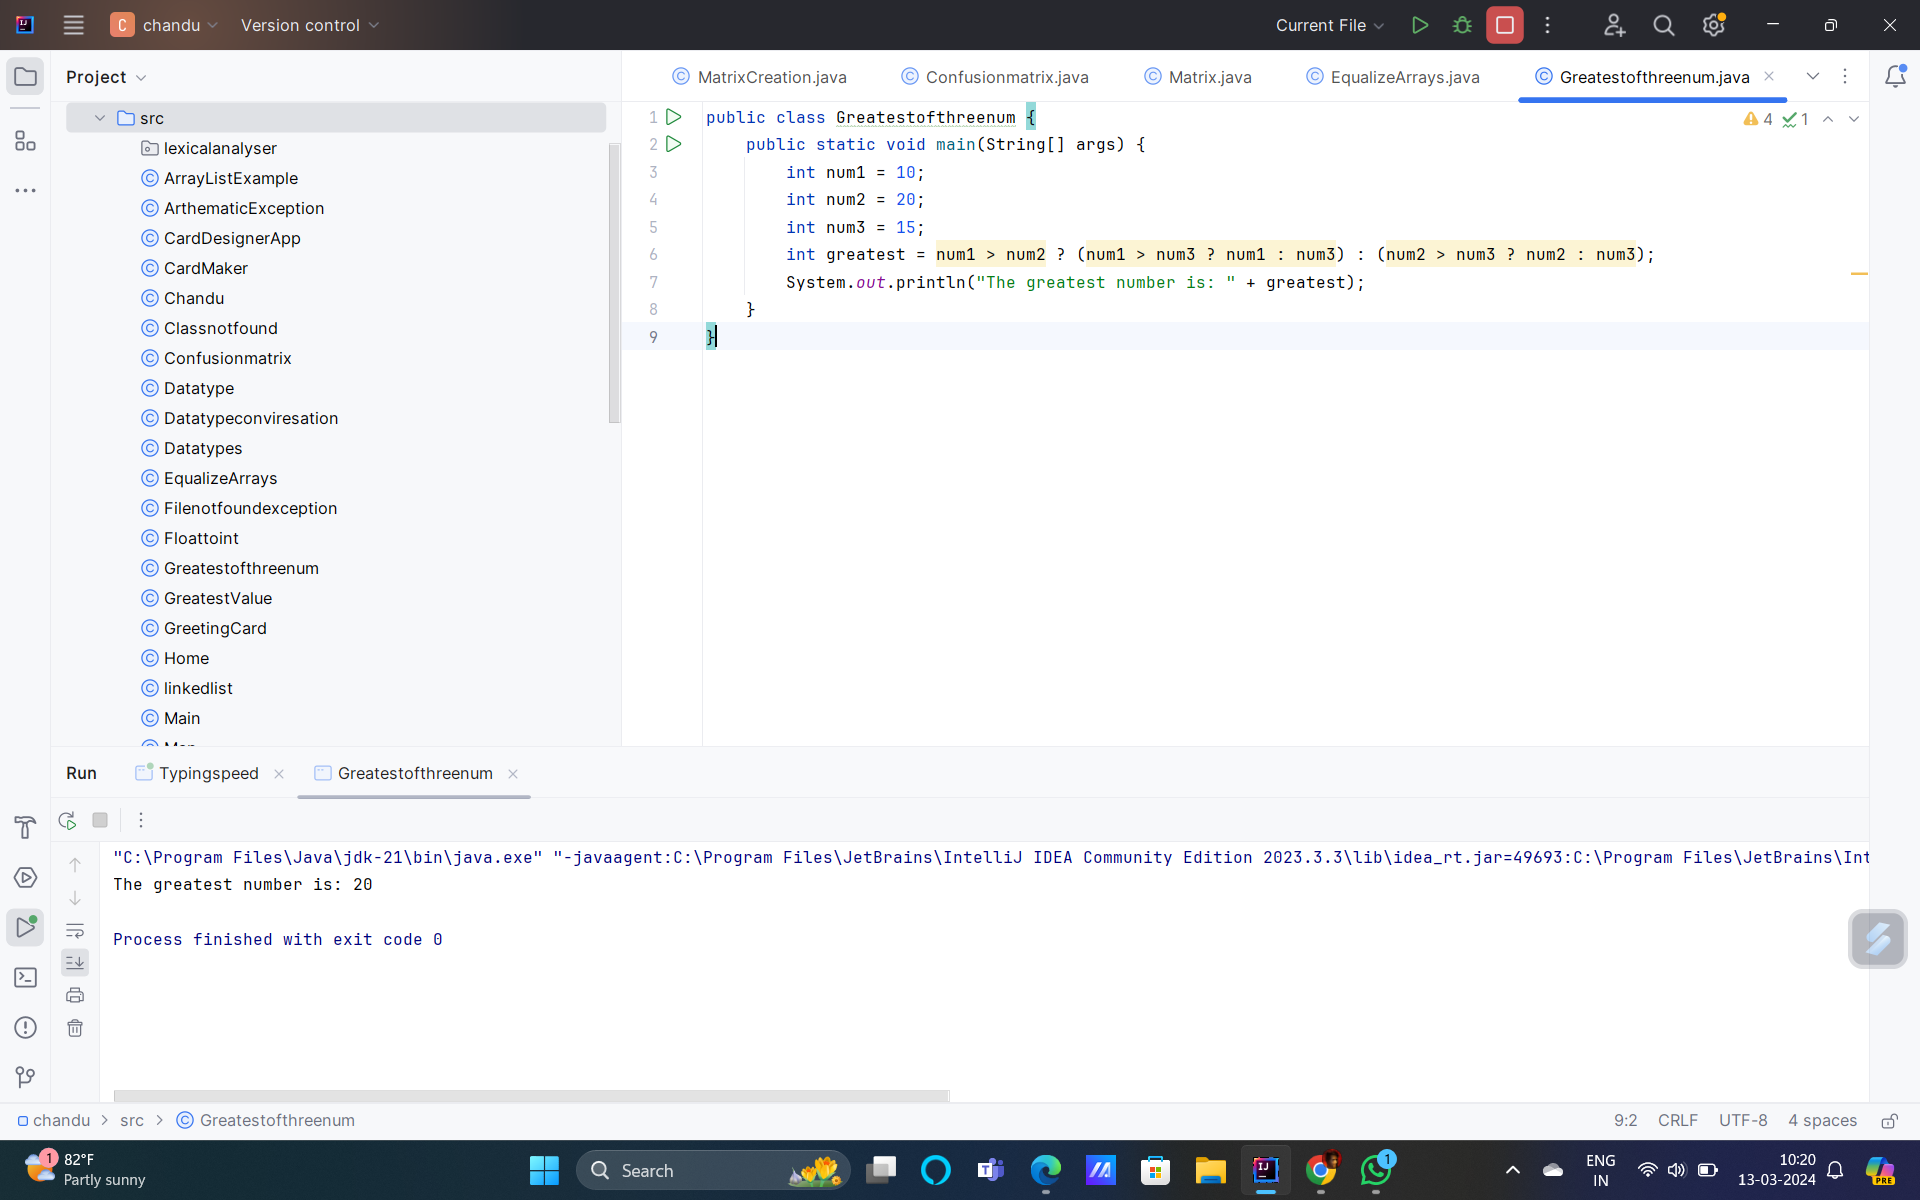 C chandu Version control Current File
Project
MatrixCreation.java Confusionmatrix.java Matrix.java EqualizeArrays.java Greatestofthreenum.java
src
lexicalanalyser
ArrayListExample
ArthematicException
CardDesignerApp
CardMaker
Chandu
Classnotfound
Confusionmatrix
Datatype
Datatypeconviresation
Datatypes
EqualizeArrays
Filenotfoundexception
Floattoint
Greatestofthreenum
GreatestValue
GreetingCard
Home
linkedlist
Main
1 public class Greatestofthreenum {
4 1
2 public static void main(String[] args) {
3 int num1 = 10;
4 int num2 = 20;
5 int num3 = 15;
6 int greatest = num1 > num2 ? (num1 > num3 ? num1 : num3) : (num2 > num3 ? num2 : num3);
7 System.out.println("The greatest number is: " + greatest);
8 }
9 }
Run Typingspeed Greatestofthreenum
"C:\Program Files\Java\jdk-21\bin\java.exe" "-javaagent:C:\Program Files\JetBrains\IntelliJ IDEA Community Edition 2023.3.3\lib\idea_rt.jar=49693:C:\Program Files\JetBrains\Int
The greatest number is: 20
Process finished with exit code 0
chandu > src > Greatestofthreenum
9:2 CRLF UTF-8 4 spaces
1 82°F
Partly sunny
Search
1
ENG
IN
10:20
13-03-2024
PRE